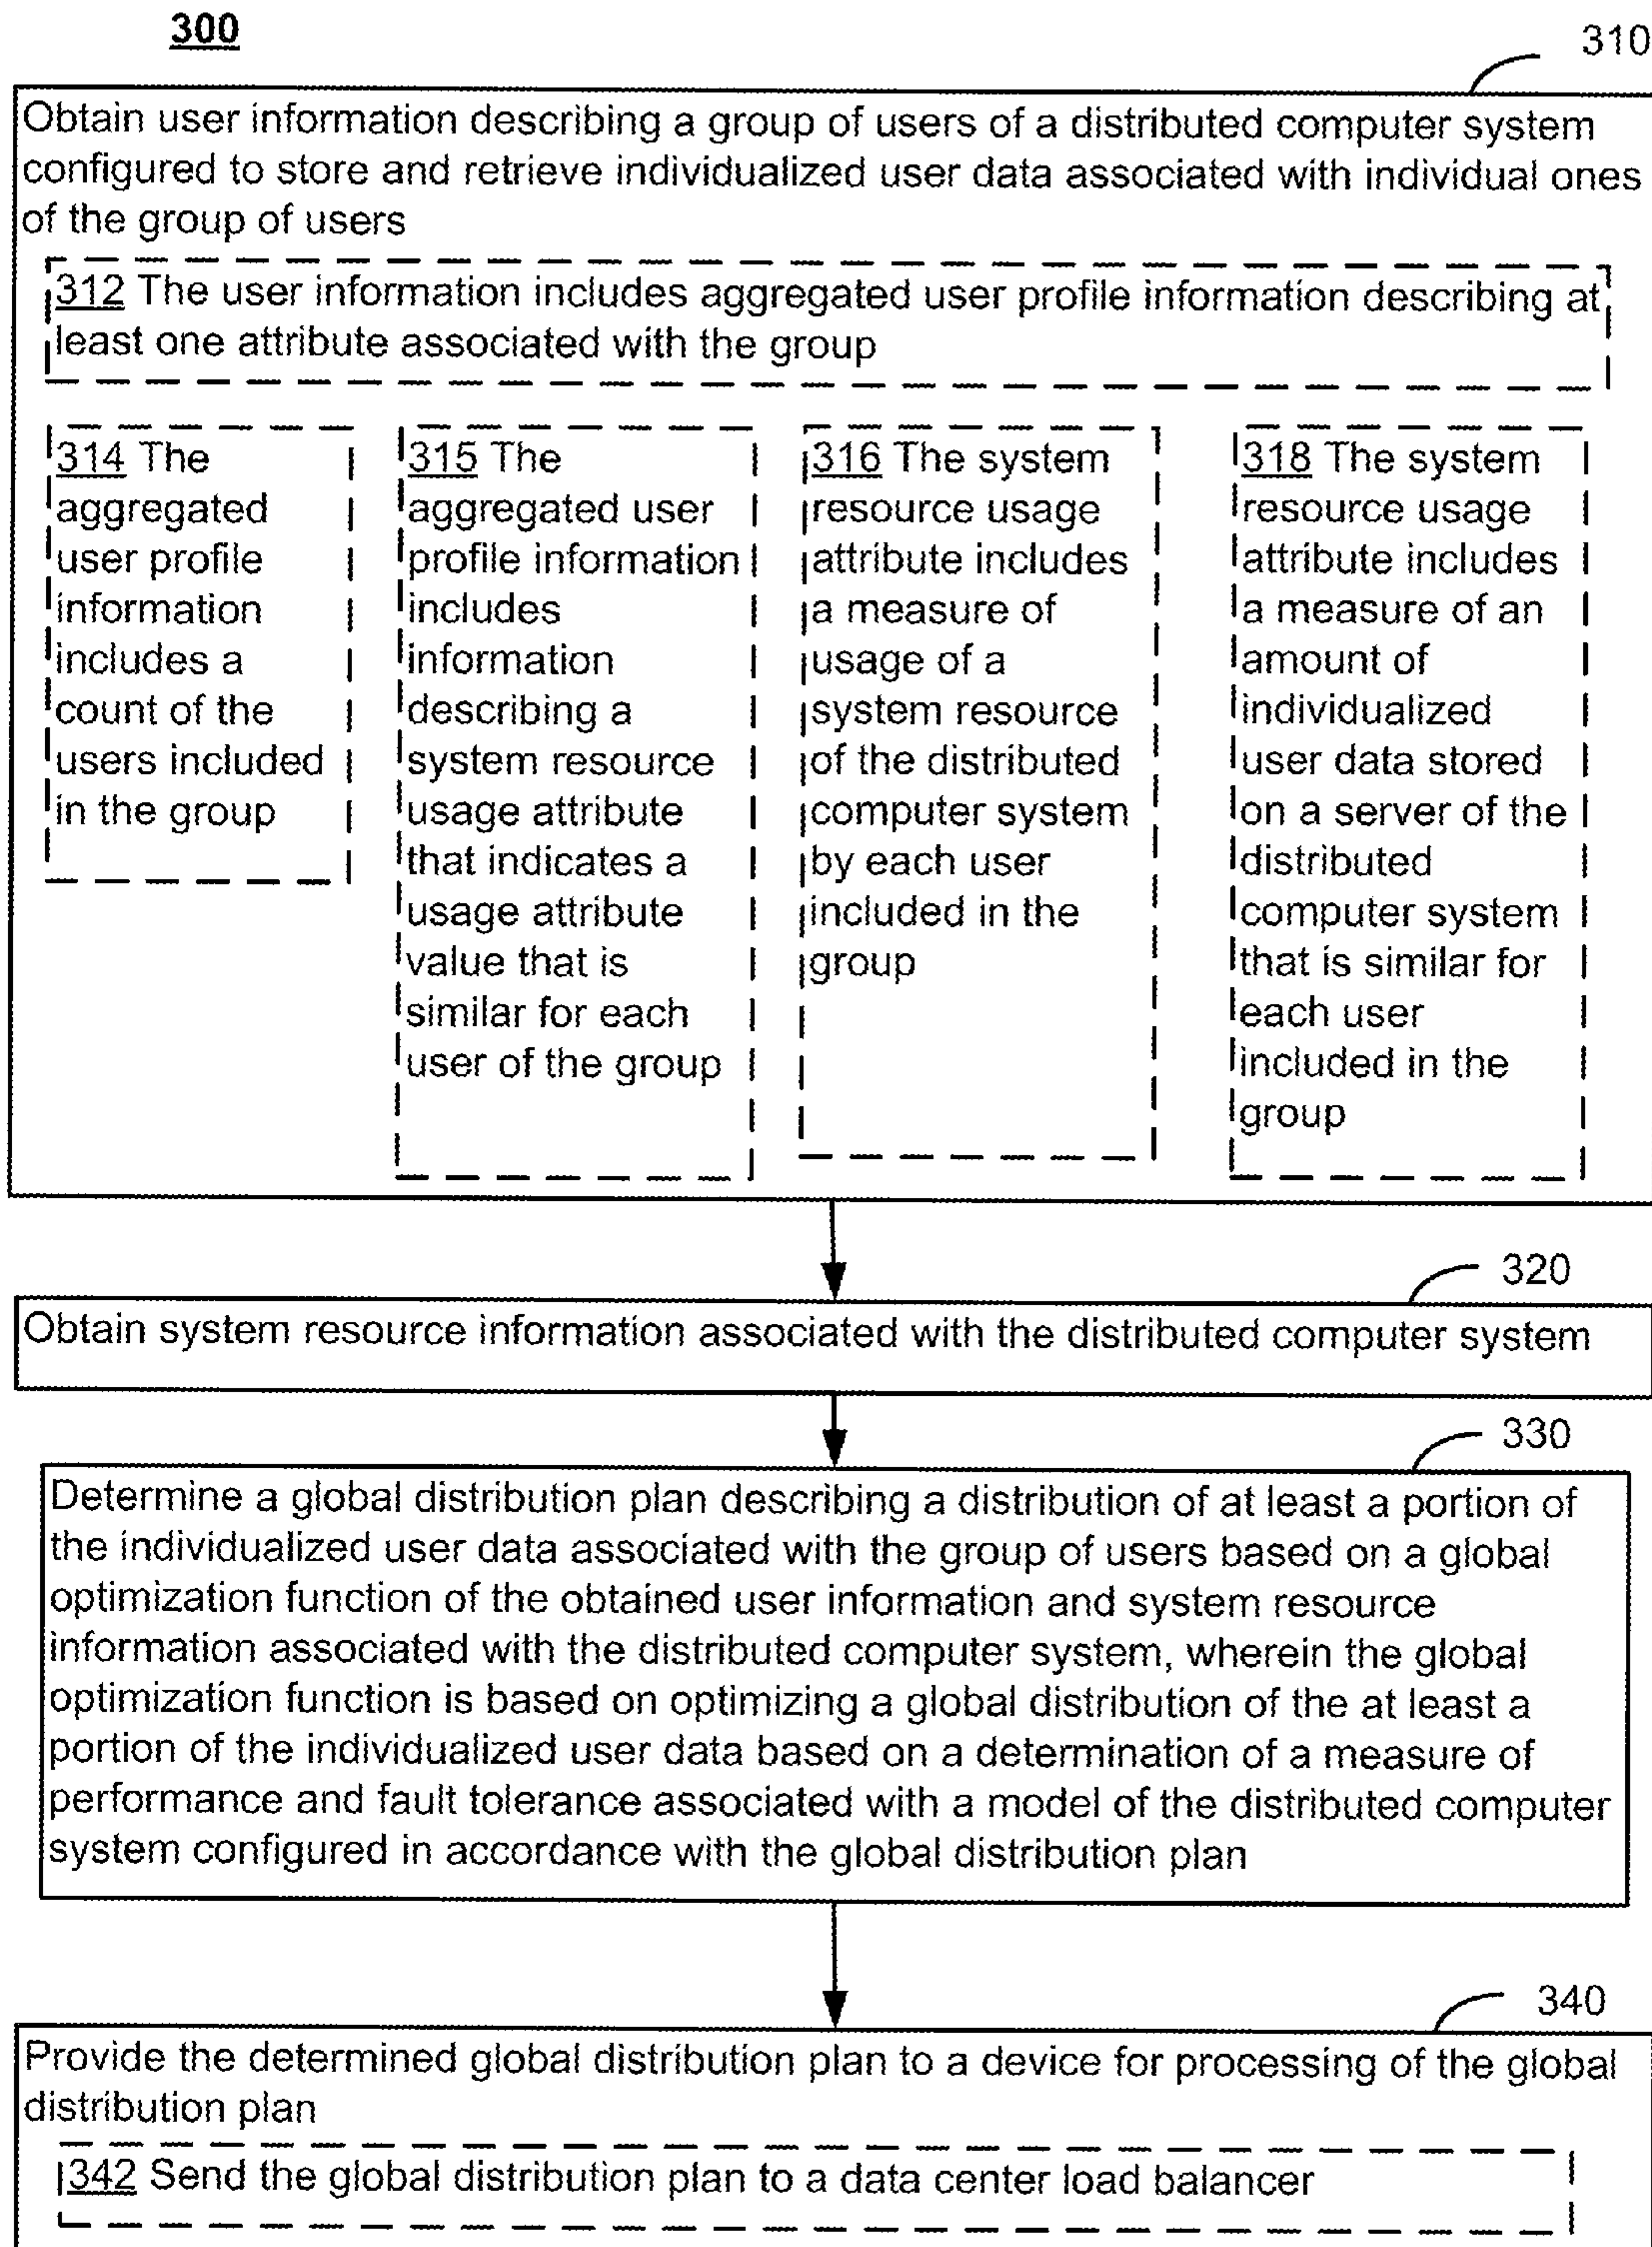 300
310
Obtain user information describing a group of users of a distributed computer system
configured to store and retrieve individualized user data associated with individual ones
of the group of users
312 The user information includes aggregated user profile information describing at
least one attribute associated with the group
314 The
aggregated
user profile
information
includes a
count of the
users included
in the group
315 The
aggregated user
profile information
includes
information
describing a
system resource
usage attribute
that indicates a
usage attribute
value that is
similar for each
user of the group
316 The system
resource usage
attribute includes
a measure of
usage of a
system resource
of the distributed
computer system
by each user
included in the
group
318 The system
resource usage
attribute includes
a measure of an
amount of
individualized
user data stored
on a server of the
distributed
computer system
that is similar for
each user
included in the
group
320
Obtain system resource information associated with the distributed computer system
330
Determine a global distribution plan describing a distribution of at least a portion of
the individualized user data associated with the group of users based on a global
optimization function of the obtained user information and system resource
information associated with the distributed computer system, wherein the global
optimization function is based on optimizing a global distribution of the at least a
portion of the individualized user data based on a determination of a measure of
performance and fault tolerance associated with a model of the distributed computer
system configured in accordance with the global distribution plan
340
Provide the determined global distribution plan to a device for processing of the global
distribution plan
342 Send the global distribution plan to a data center load balancer